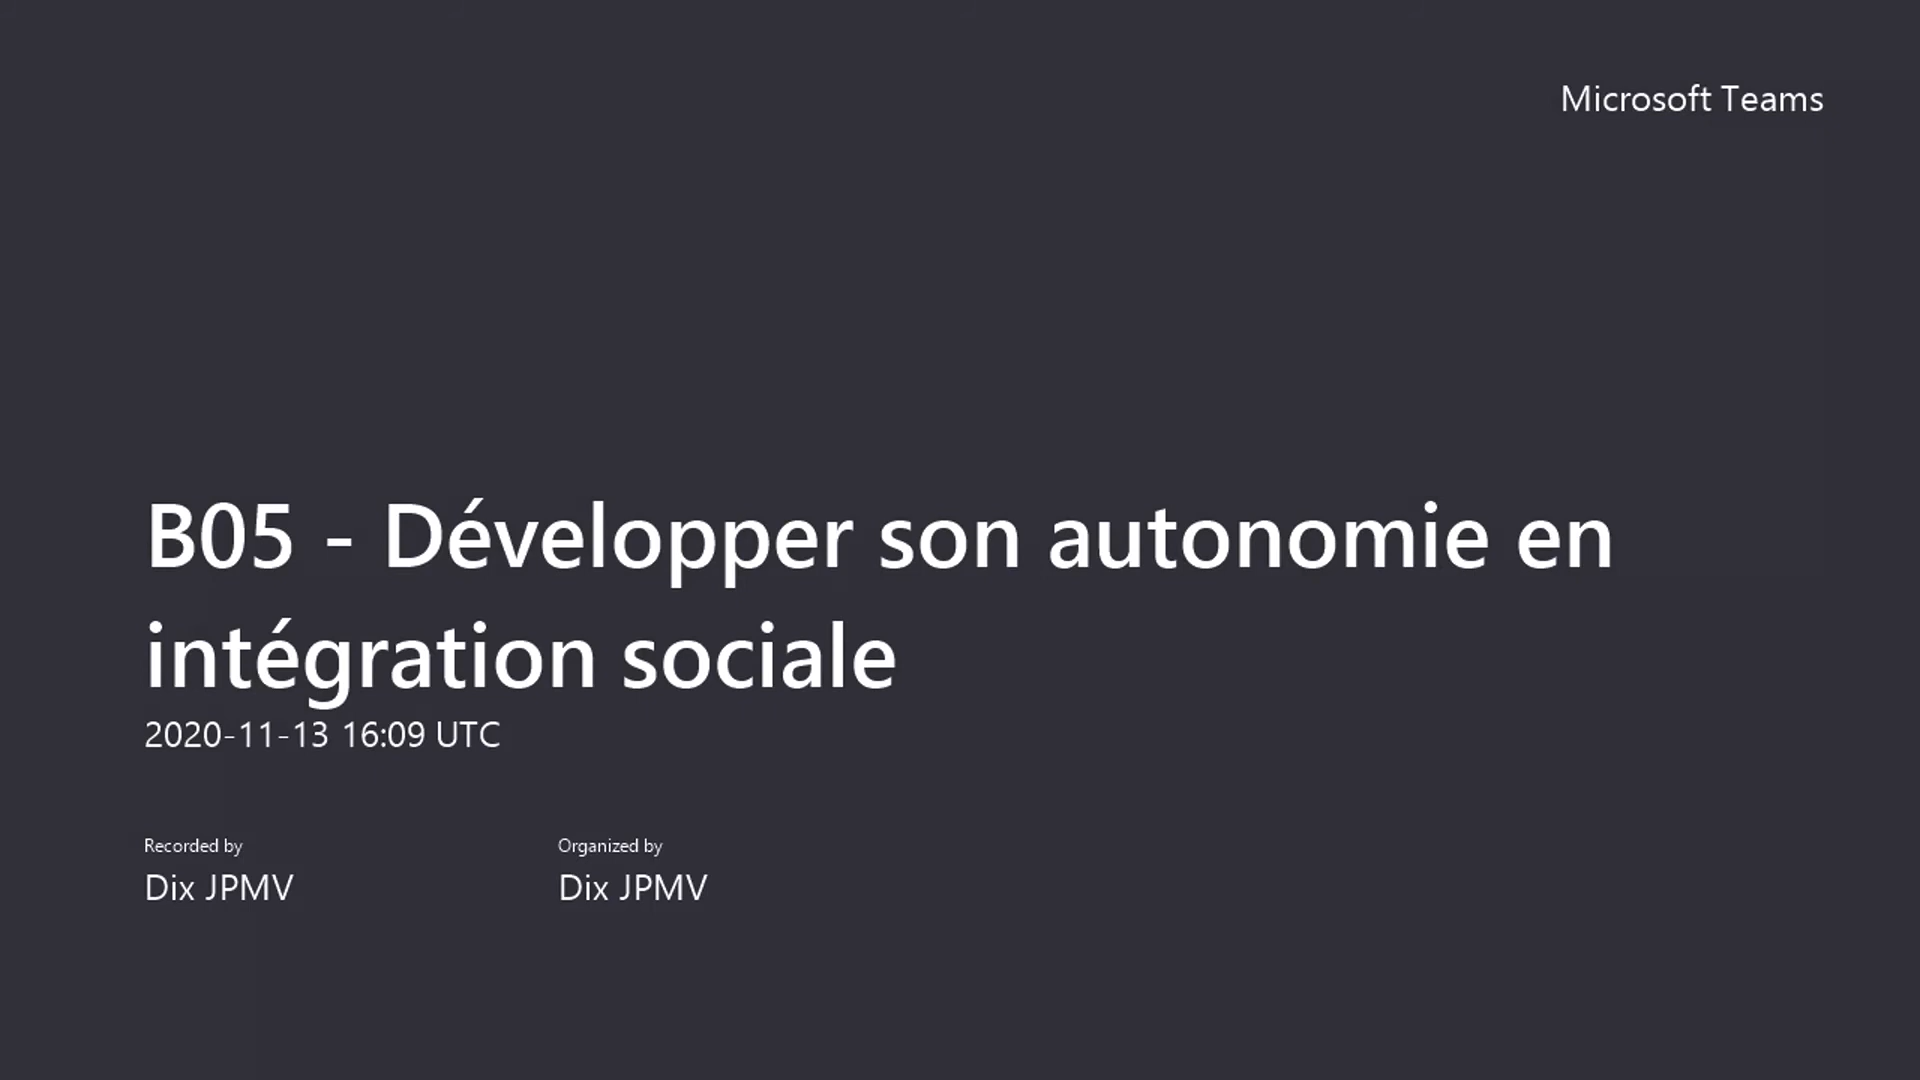 Microsoft Teams
B05 - Développer son autonomie en
intégration sociale
2020-11-13 16:09 UTC
Recorded by
Dix JPMV
Organized by
Dix JPMV